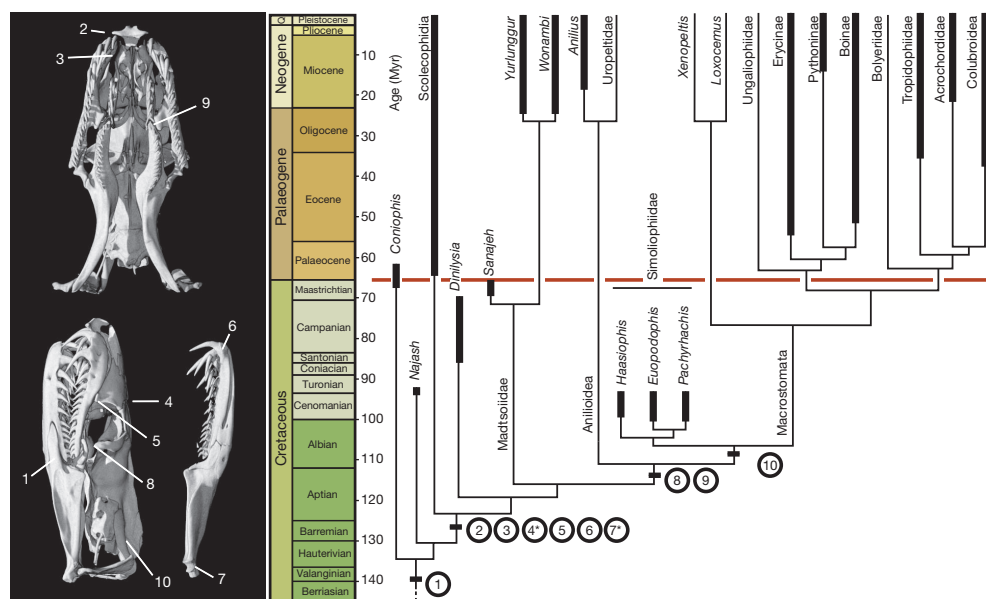 2
3
9
4
5
1
8
10
6
7
Q
Pleistocene
Pliocene
Neogene
Miocene
Palaeogene
Oligocene
Eocene
Palaeocene
Cretaceous
Maastrichtian
Campanian
Santonian
Coniacian
Turonian
Cenomanian
Albian
Aptian
Barremian
Hauterivian
Valanginian
Berriasian
Age (Myr)
10
20
30
40
50
60
70
80
90
100
110
120
130
140
Coniophis
Najash
Scolecophidia
Dinilysia
Sanajeh
Madtsoiidae
Yurlunggur
Wonambi
Anilius
Uropeltidae
Anilioidea
Simoliophiidae
Haasiophis
Eupodophis
Pachyrhachis
Xenopeltis
Loxocemus
Macrostomata
Ungaliophiidae
Erycinae
Pythoninae
Boinae
Bolyeriidae
Tropidophiidae
Acrochordidae
Colubroidea
10
8 9
2 3 4* 5 6 7*
1